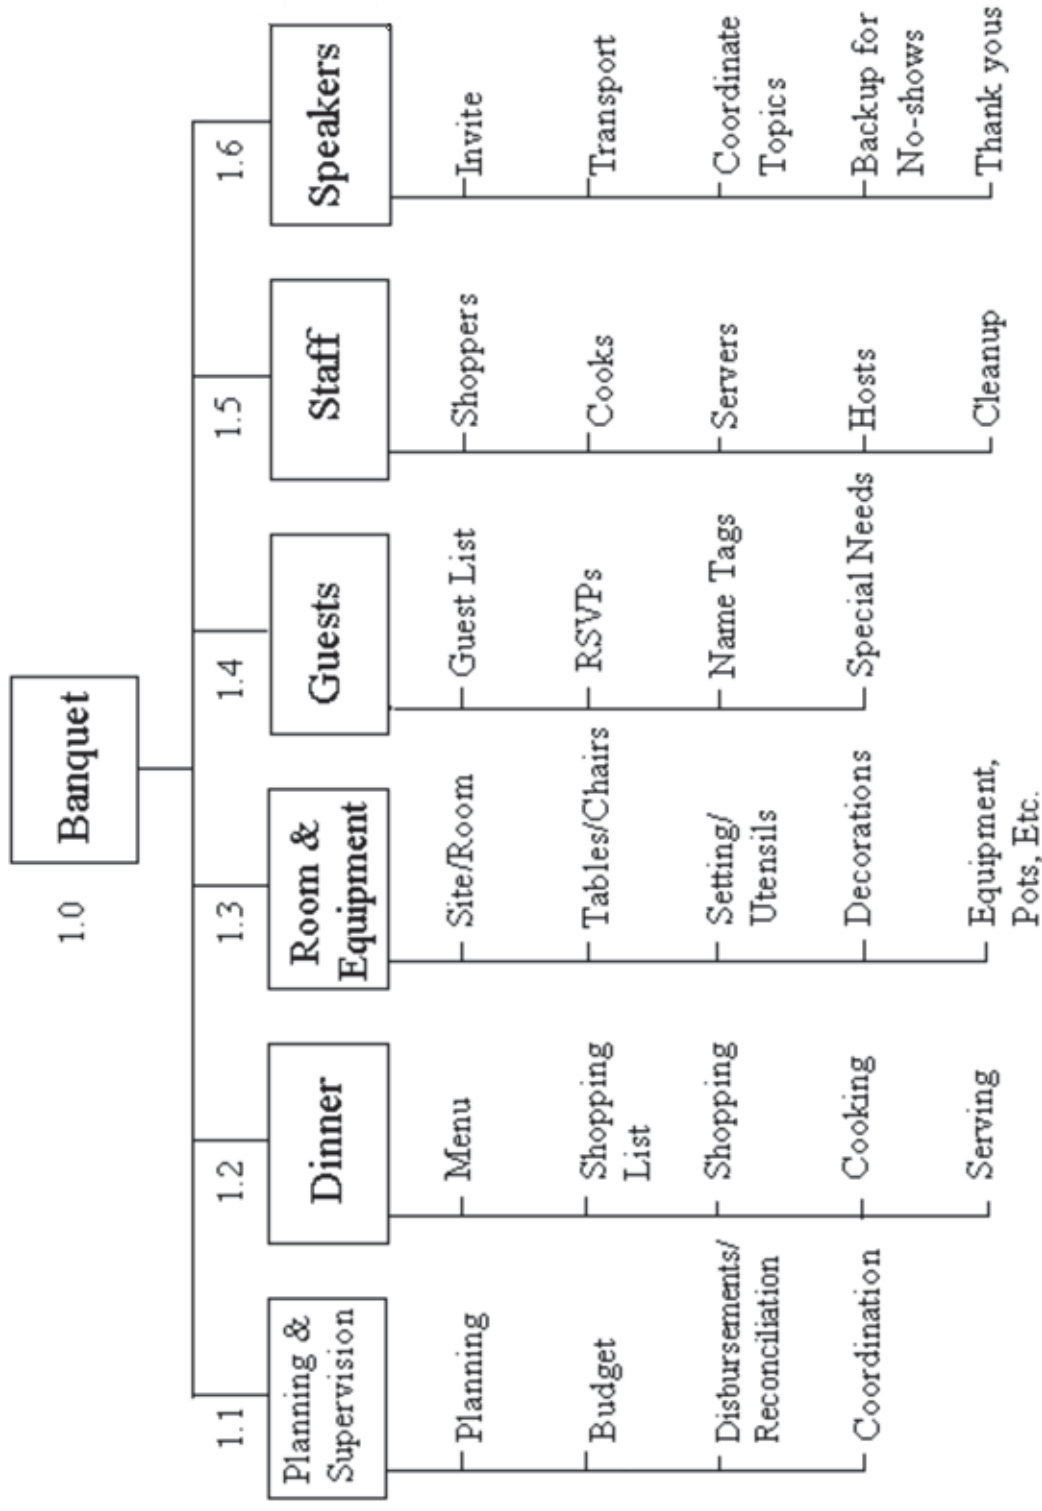 1.0
Banquet
1.1
Planning &
Supervision
Planning
Budget
Disbursements/
Reconciliation
Coordination
1.2
Dinner
Menu
Shopping
List
Shopping
Cooking
Serving
1.3
Room &
Equipment
Site/Room
Tables/Chairs
Setting/
Utensils
Decorations
Equipment,
Pots, Etc.
1.4
Guests
Guest List
RSVPs
Name Tags
Special Needs
1.5
Staff
Shoppers
Cooks
Servers
Hosts
Cleanup
1.6
Speakers
Invite
Transport
Coordinate
Topics
Backup for
No-shows
Thank yous